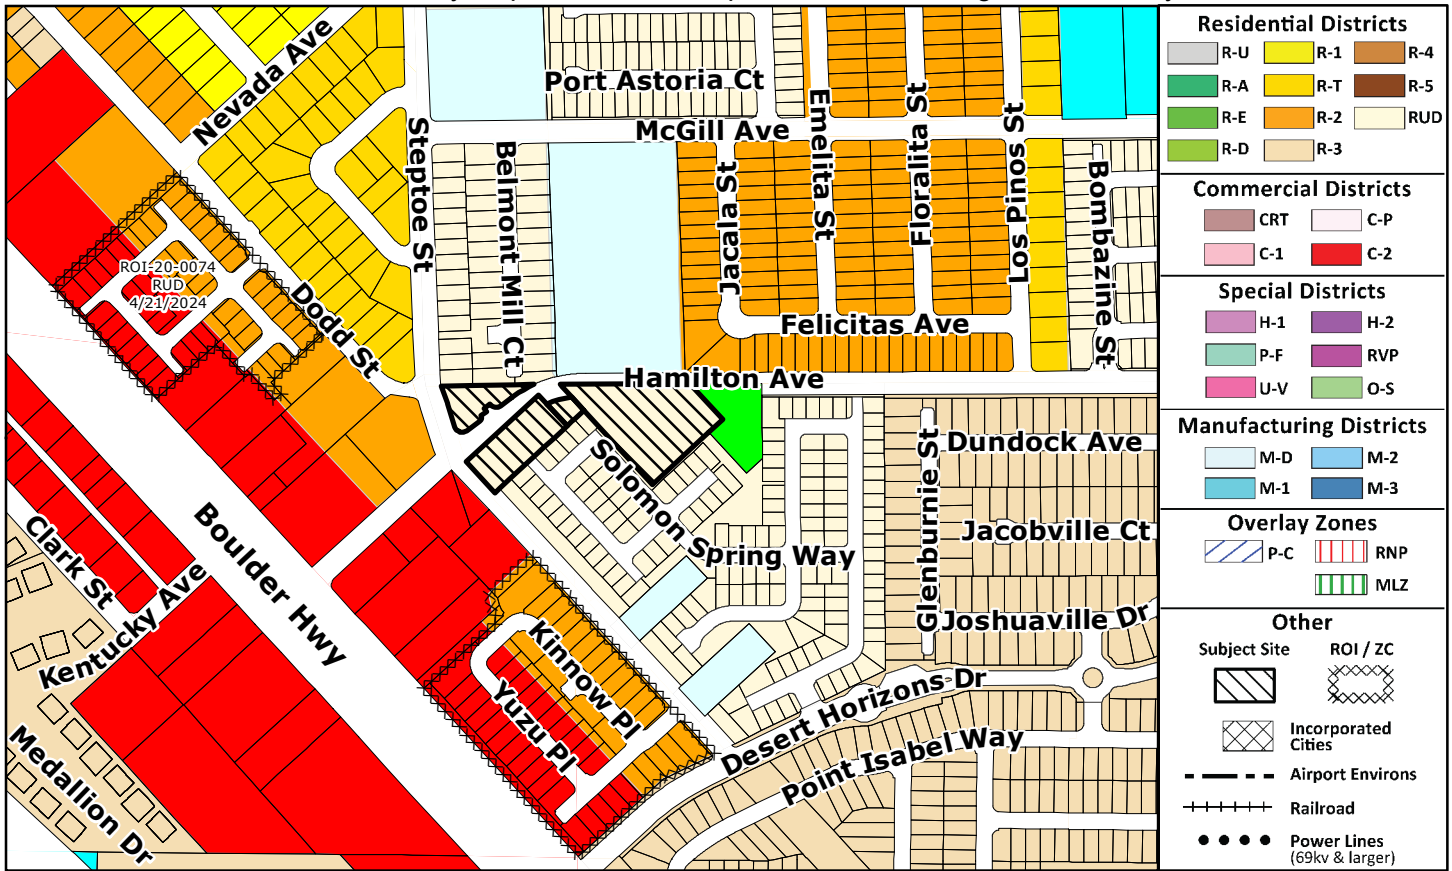 Nevada Ave
Port Astoria Ct
McGill Ave
Steptoe St
Belmont Mill Ct
Jacala St
Emelita St
Floralita St
Los Pinos St
Bombazine St
ROI-20-0074
RUD
4/21/2024
Dodd St
Felicitas Ave
Hamilton Ave
Solomon Spring Way
Glenburnie St
Dundock Ave
Jacobville Ct
Joshuaville Dr
Boulder Hwy
Clark St
Kentucky Ave
Medallion Dr
Kinnow Pl
Yuzu Pl
Desert Horizons Dr
Point Isabel Way
Residential Districts
R-U R-1 R-4
R-A R-T R-5
R-E R-2 RUD
R-D R-3
Commercial Districts
CRT C-P
C-1 C-2
Special Districts
H-1 H-2
P-F RVP
U-V O-S
Manufacturing Districts
M-D M-2
M-1 M-3
Overlay Zones
P-C RNP
MLZ
Other
Subject Site ROI / ZC
Incorporated
Cities
Airport Environs
Railroad
Power Lines
(69kv & larger)